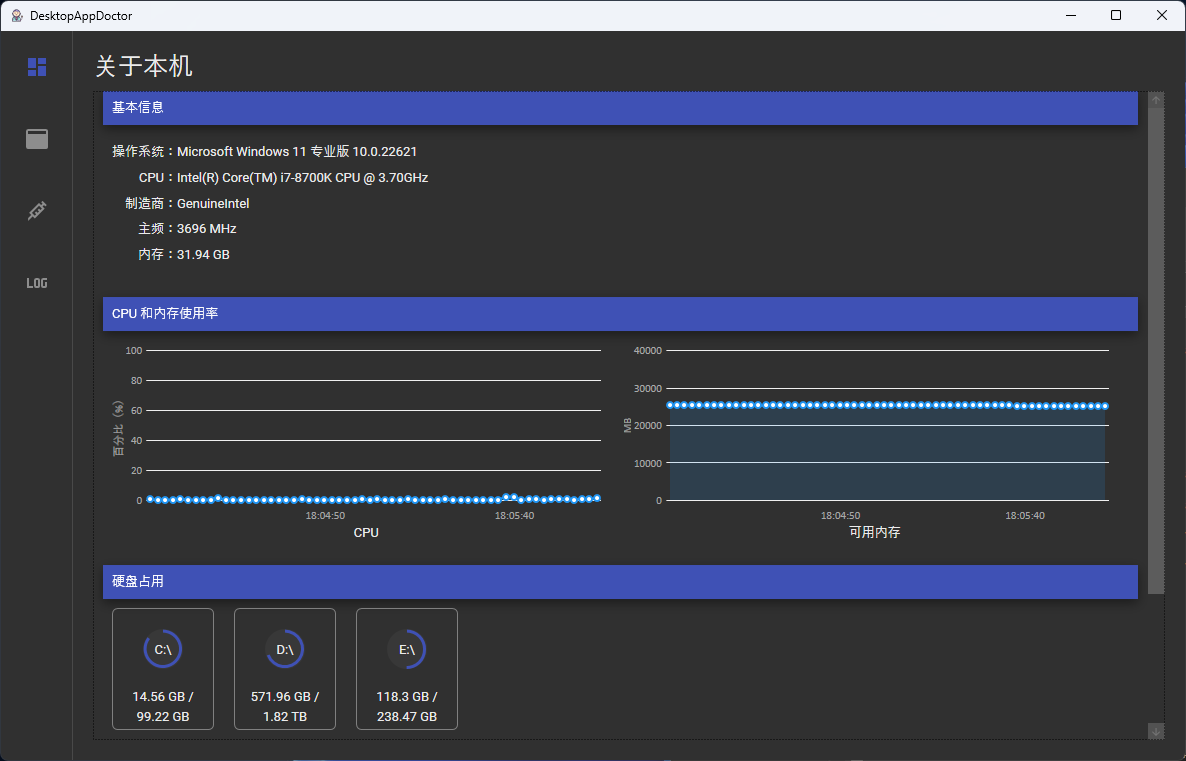 DesktopAppDoctor
关于本机
基本信息
操作系统：Microsoft Windows 11 专业版 10.0.22621
CPU：Intel(R) Core(TM) i7-8700K CPU @ 3.70GHz
制造商：GenuineIntel
主频：3696 MHz
内存：31.94 GB
LOG
CPU 和内存使用率
100
80
60
40
20
0
百分比（%）
18:04:50
18:05:40
CPU
40000
30000
20000
10000
0
MB
18:04:50
18:05:40
可用内存
硬盘占用
C:\
14.56 GB /
99.22 GB
D:\
571.96 GB /
1.82 TB
E:\
118.3 GB /
238.47 GB